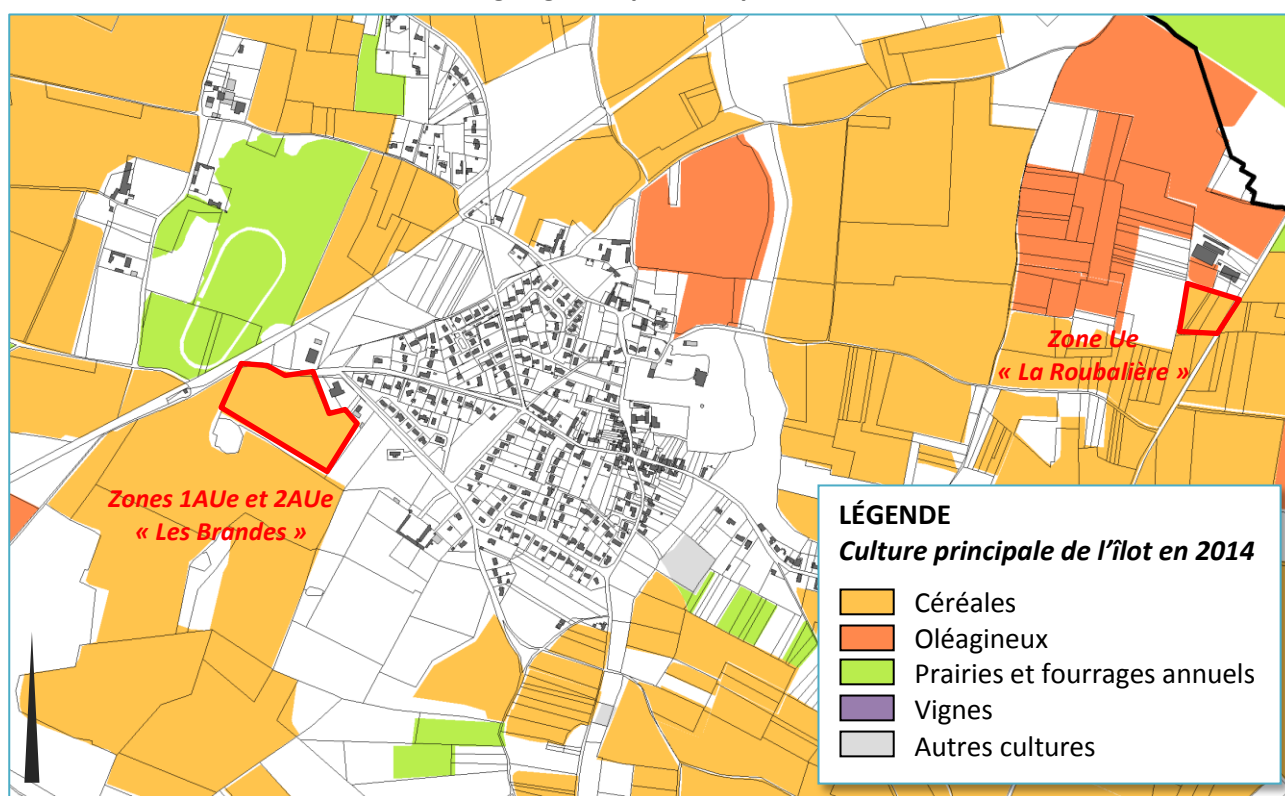 Zone Ue
« La Roubalière »
Zones 1AUe et 2AUe
« Les Brandes »
LÉGENDE
Culture principale de l’îlot en 2014
Céréales
Oléagineux
Prairies et fourrages annuels
Vignes
Autres cultures